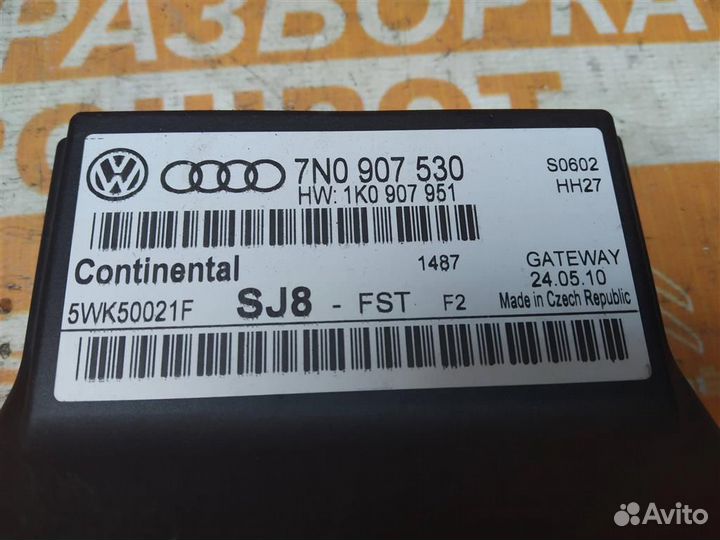 РАЗБОРКА
7N0 907 530
HW: 1K0 907 951
S0602
HH27
Continental
1487
GATEWAY
24.05.10
5WK50021F SJ8 - FST F2
Made in Czech Republic
Avito